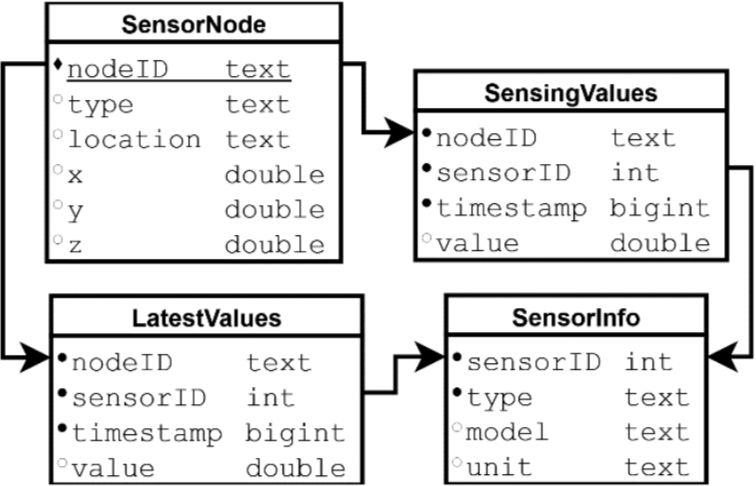 SensorNode
nodeID text
type text
location text
x double
y double
z double
SensingValues
nodeID text
sensorID int
timestamp bigint
value double
LatestValues
nodeID text
sensorID int
timestamp bigint
value double
SensorInfo
sensorID int
type text
model text
unit text